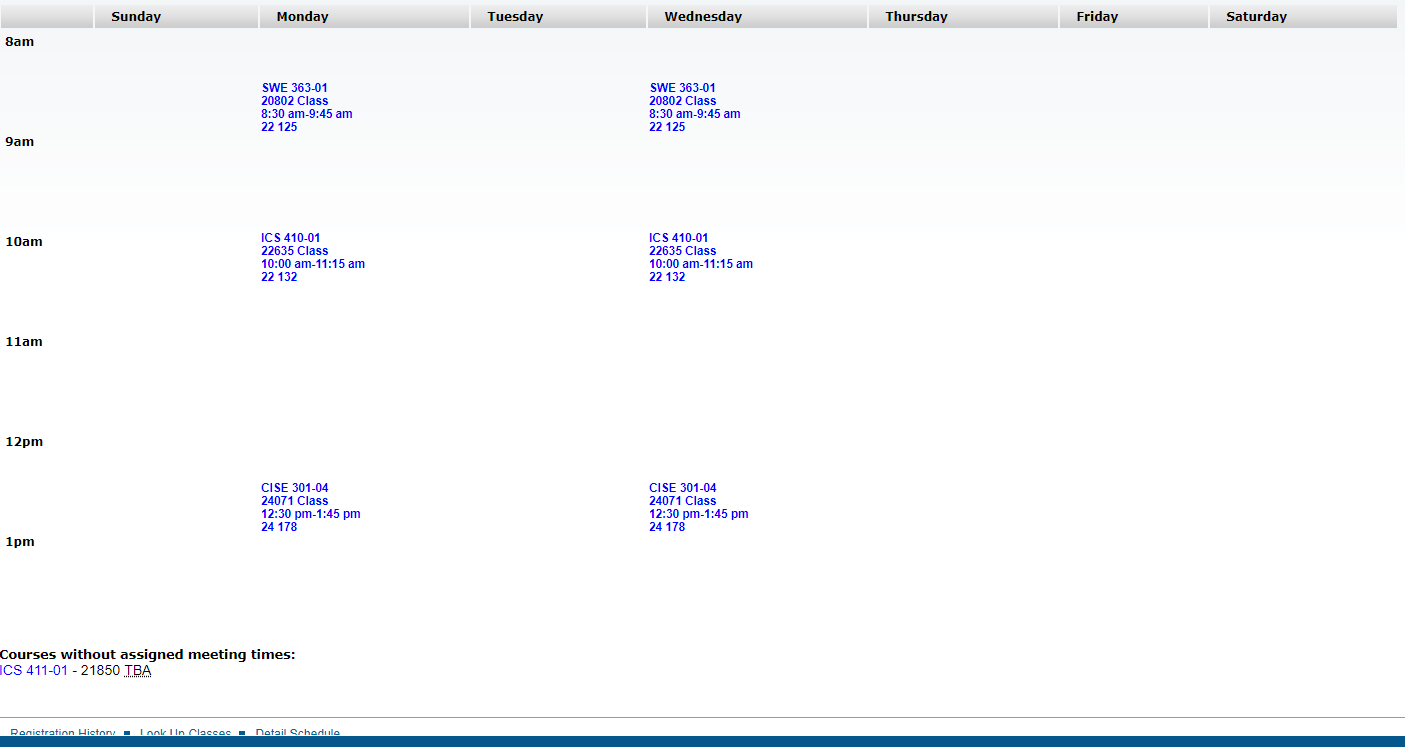 Sunday Monday Tuesday Wednesday Thursday Friday Saturday
8am
SWE 363-01 SWE 363-01
20802 Class 20802 Class
8:30 am-9:45 am 8:30 am-9:45 am
22 125 22 125
9am
ICS 410-01 ICS 410-01
10am
22635 Class 22635 Class
10:00 am-11:15 am 10:00 am-11:15 am
22 132 22 132
11am
12pm
CISE 301-04 CISE 301-04
24071 Class 24071 Class
12:30 pm-1:45 pm 12:30 pm-1:45 pm
24 178 24 178
1pm
Courses without assigned meeting times:
ICS 411-01 - 21850 TBA
Registration History Look Up Classes Detail Schedule